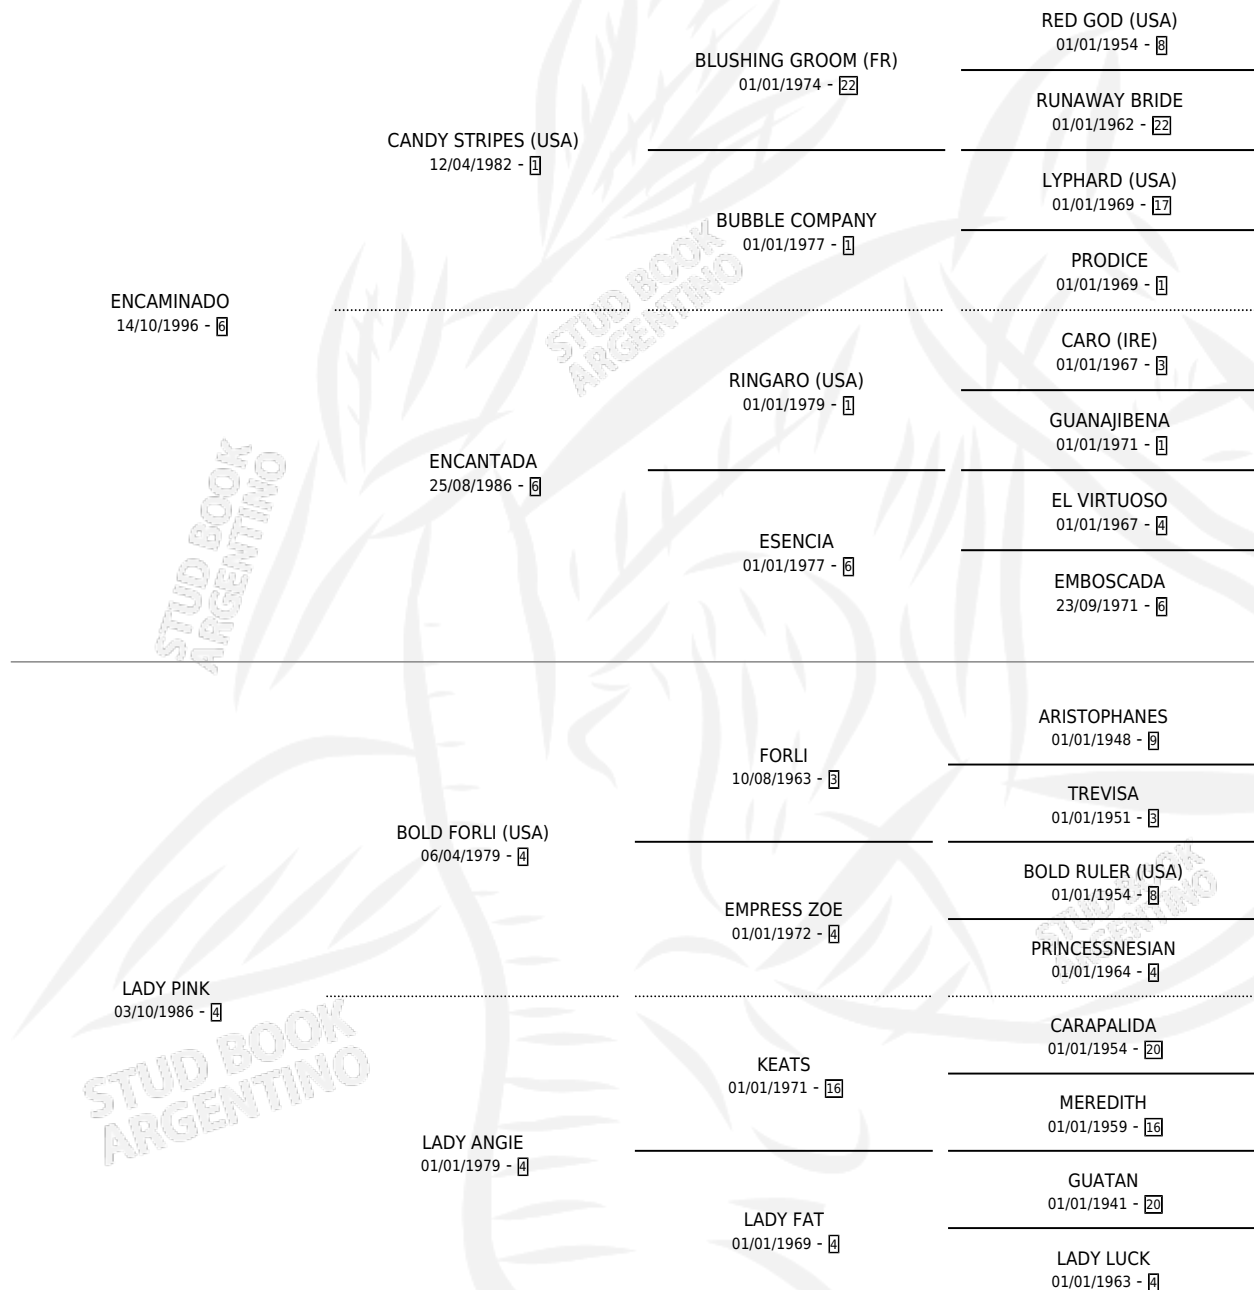 RED GOD (USA)
01/01/1954 - 8
BLUSHING GROOM (FR)
01/01/1974 - 22
RUNAWAY BRIDE
01/01/1962 - 22
CANDY STRIPES (USA)
12/04/1982 - 1
LYPHARD (USA)
01/01/1969 - 17
BUBBLE COMPANY
01/01/1977 - 1
PRODICE
01/01/1969 - 1
ENCAMINADO
14/10/1996 - 6
CARO (IRE)
01/01/1967 - 3
RINGARO (USA)
01/01/1979 - 1
GUANAJIBENA
01/01/1971 - 1
ENCANTADA
25/08/1986 - 6
EL VIRTUOSO
01/01/1967 - 4
ESENCIA
01/01/1977 - 6
EMBOSCADA
23/09/1971 - 6
ARISTOPHANES
01/01/1948 - 9
FORLI
10/08/1963 - 3
TREVISA
01/01/1951 - 3
BOLD FORLI (USA)
06/04/1979 - 4
BOLD RULER (USA)
01/01/1954 - 8
EMPRESS ZOE
01/01/1972 - 4
PRINCESSNESIAN
01/01/1964 - 4
LADY PINK
03/10/1986 - 4
CARAPALIDA
01/01/1954 - 20
KEATS
01/01/1971 - 16
MEREDITH
01/01/1959 - 16
LADY ANGIE
01/01/1979 - 4
GUATAN
01/01/1941 - 20
LADY FAT
01/01/1969 - 4
LADY LUCK
01/01/1963 - 4
STUD BOOK
ARGENTINO
STUD BOOK
ARGENTINO
STUD BOOK
ARGENTINO
STUD BOOK
ARGENTINO